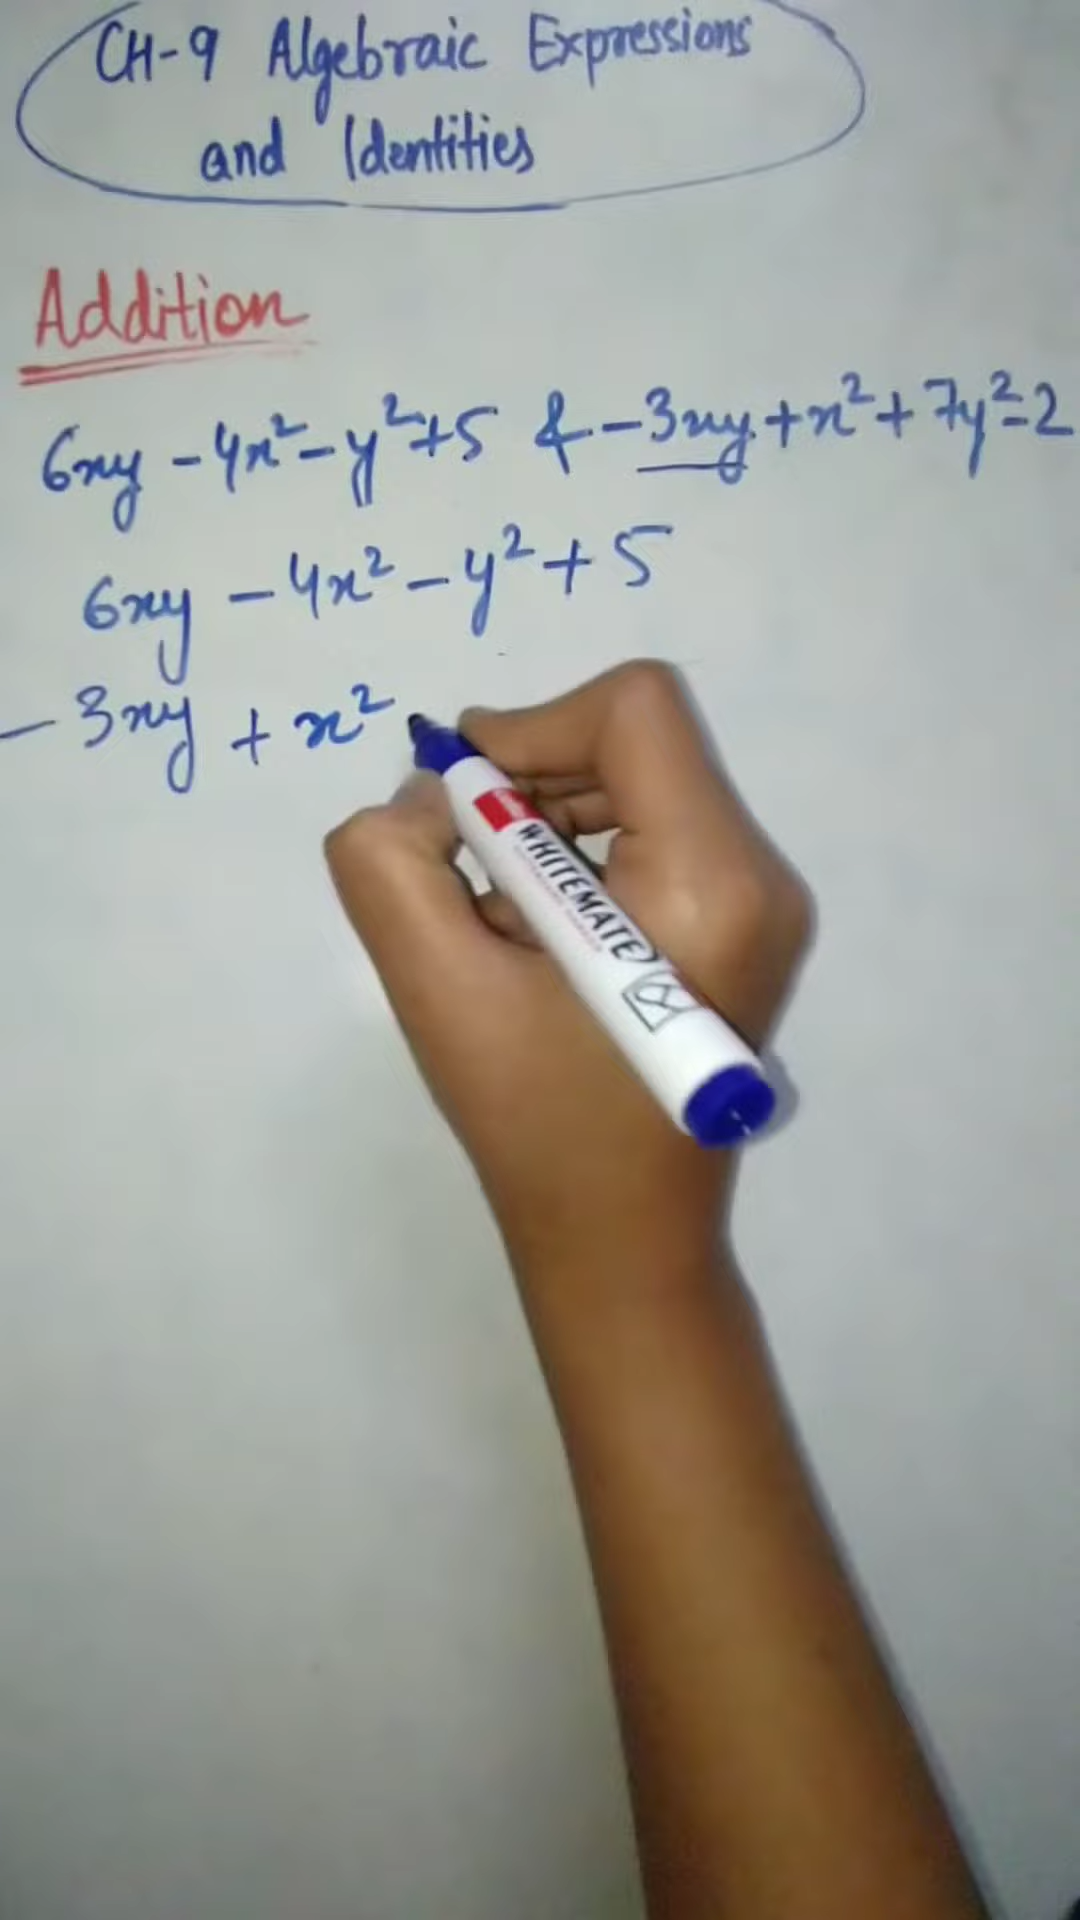 CH-9 Algebraic Expressions
and Identities
Addition
6xy - 4x² - y² + 5 & - 3xy + x² + 7y² - 2
6xy - 4x² - y² + 5
- 3xy + x²
WHITEMATE